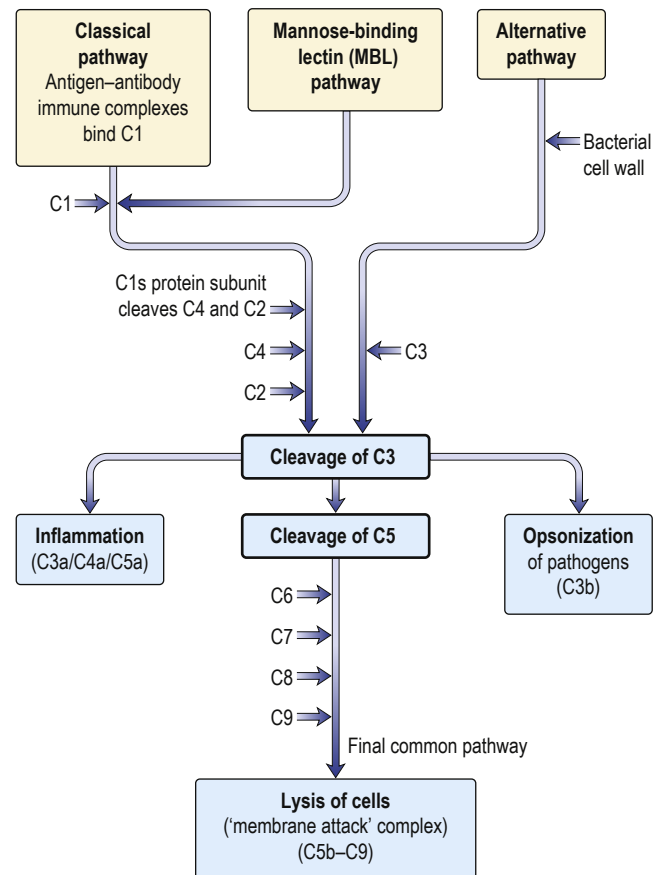 Classical
pathway
Antigen–antibody
immune complexes
bind C1
Mannose-binding
lectin (MBL)
pathway
Alternative
pathway
Bacterial
cell wall
C1
C1s protein subunit
cleaves C4 and C2
C4
C2
C3
Cleavage of C3
Inflammation
(C3a/C4a/C5a)
Cleavage of C5
Opsonization
of pathogens
(C3b)
C6
C7
C8
C9
Final common pathway
Lysis of cells
(‘membrane attack’ complex)
(C5b–C9)